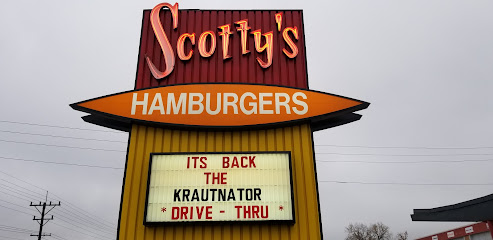 Scotty's
HAMBURGERS
ITS BACK
THE
KRAUTNATOR
* DRIVE - THRU *